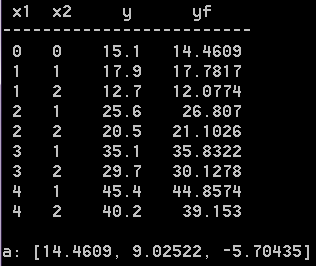 x1 x2 y yf
---------------------------
0 0 15.1 14.4609
1 1 17.9 17.7817
1 2 12.7 12.0774
2 1 25.6 26.807
2 2 20.5 21.1026
3 1 35.1 35.8322
3 2 29.7 30.1278
4 1 45.4 44.8574
4 2 40.2 39.153
a: [14.4609, 9.02522, -5.70435]